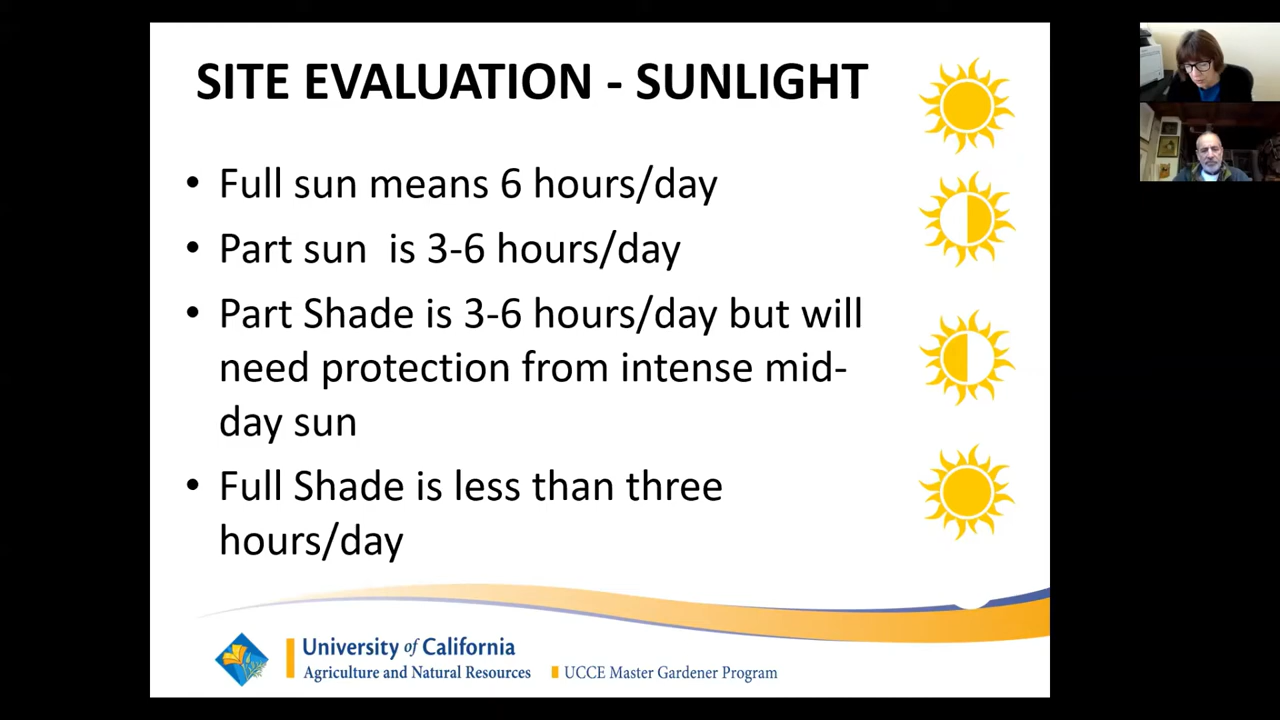 SITE EVALUATION - SUNLIGHT
• Full sun means 6 hours/day
• Part sun  is 3-6 hours/day
• Part Shade is 3-6 hours/day but will
need protection from intense mid-
day sun
• Full Shade is less than three
hours/day
University of California
Agriculture and Natural Resources
UCCE Master Gardener Program